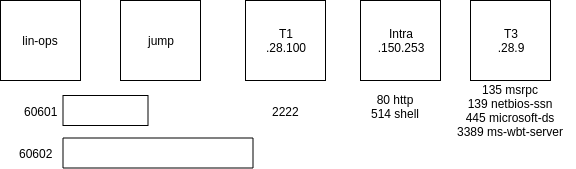 lin-ops
jump
T1
.28.100
Intra
.150.253
T3
.28.9
60601
2222
80 http
514 shell
135 msrpc
139 netbios-ssn
445 microsoft-ds
3389 ms-wbt-server
60602